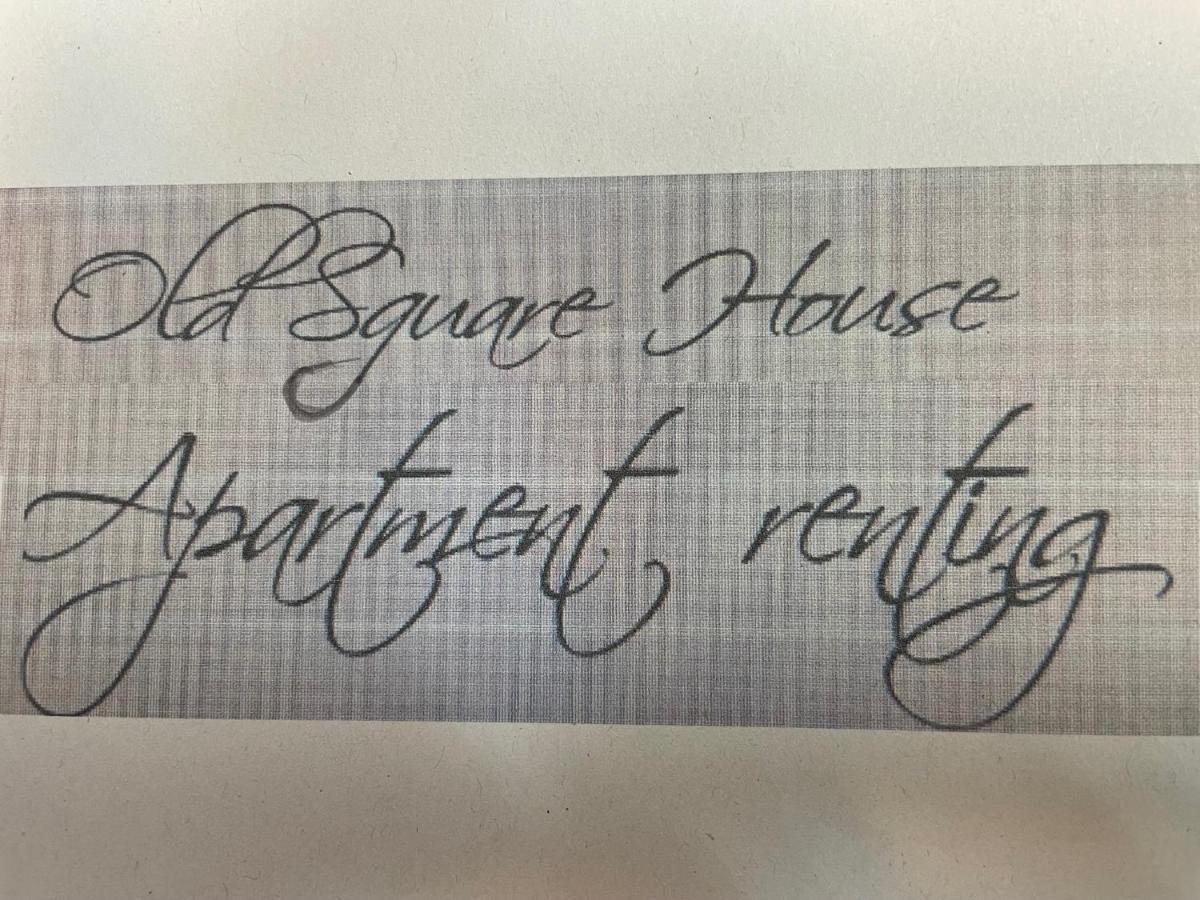 Old Square House
Apartment renting